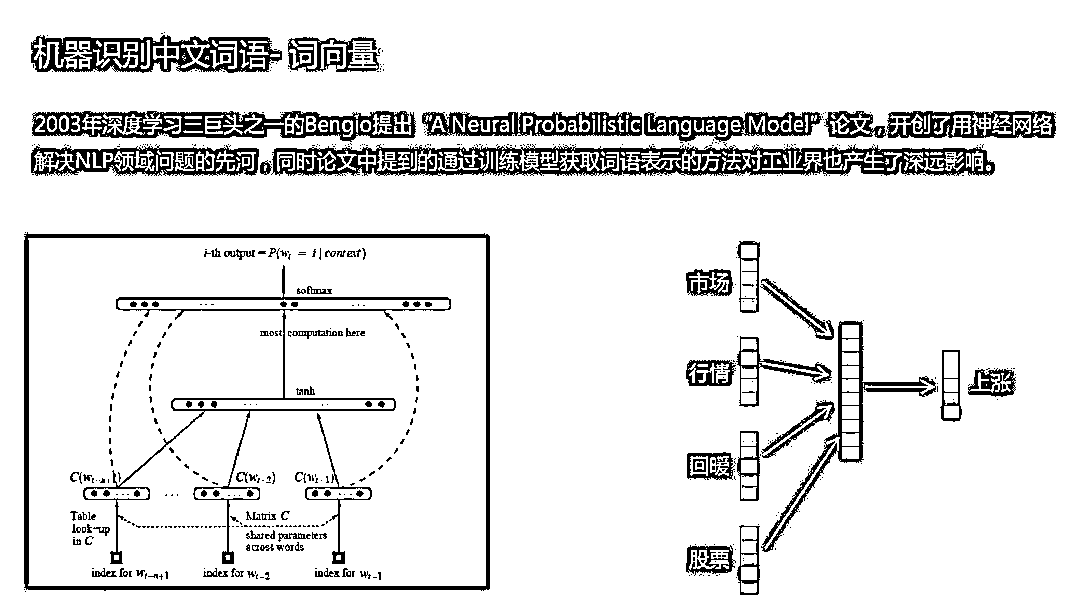 机器识别中文词语- 词向量
2003年深度学习三巨头之一的Bengio提出“A Neural Probabilistic Language Model”论文，开创了用神经网络
解决NLP领域问题的先河，同时论文中提到的通过训练模型获取词语表示的方法对工业界也产生了深远影响。
i-th output = P(w_t = i | context)
softmax
... ...
most computation here
tanh
... ...
C(w_{t-n+1}) C(w_{t-2}) C(w_{t-1})
... ... ... ...
Table
look-up
in C
Matrix C
shared parameters
across words
index for w_{t-n+1} index for w_{t-2} index for w_{t-1}
市场
行情
回暖
股票
上涨